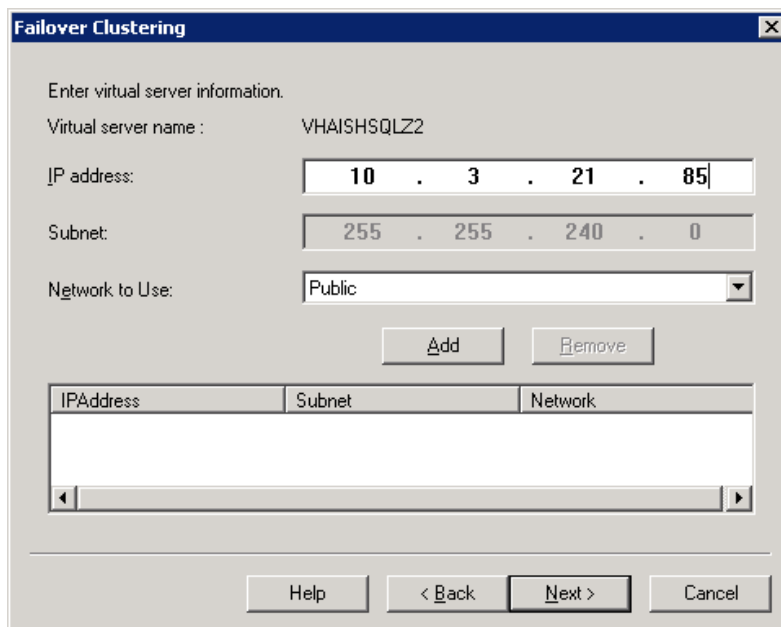 Failover Clustering
Enter virtual server information.
Virtual server name : VHAISHSQLZ2
IP address: 10 . 3 . 21 . 85
Subnet: 255 . 255 . 240 . 0
Network to Use: Public
Add Remove
IPAddress Subnet Network
Help < Back Next > Cancel